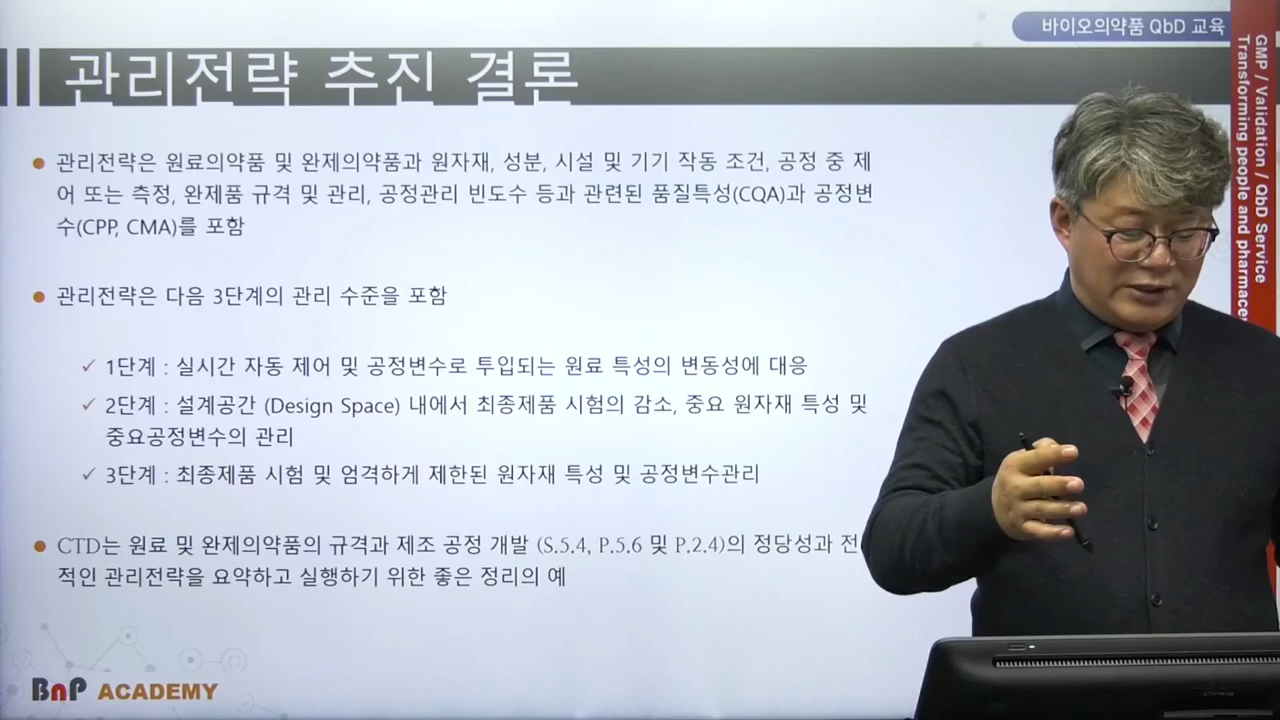 바이오의약품 QbD 교육
관리전략 추진 결론
관리전략은 원료의약품 및 완제의약품과 원자재, 성분, 시설 및 기기 작동 조건, 공정 중 제
어 또는 측정, 완제품 규격 및 관리, 공정관리 빈도수 등과 관련된 품질특성(CQA)과 공정변
수(CPP, CMA)를 포함
관리전략은 다음 3단계의 관리 수준을 포함
✓ 1단계 : 실시간 자동 제어 및 공정변수로 투입되는 원료 특성의 변동성에 대응
✓ 2단계 : 설계공간 (Design Space) 내에서 최종제품 시험의 감소, 중요 원자재 특성 및
중요공정변수의 관리
✓ 3단계 : 최종제품 시험 및 엄격하게 제한된 원자재 특성 및 공정변수관리
CTD는 원료 및 완제의약품의 규격과 제조 공정 개발 (S.5.4, P.5.6 및 P.2.4)의 정당성과 전
적인 관리전략을 요약하고 실행하기 위한 좋은 정리의 예
BnP ACADEMY
GMP / Validation / QbD Service
Transforming people and pharmace